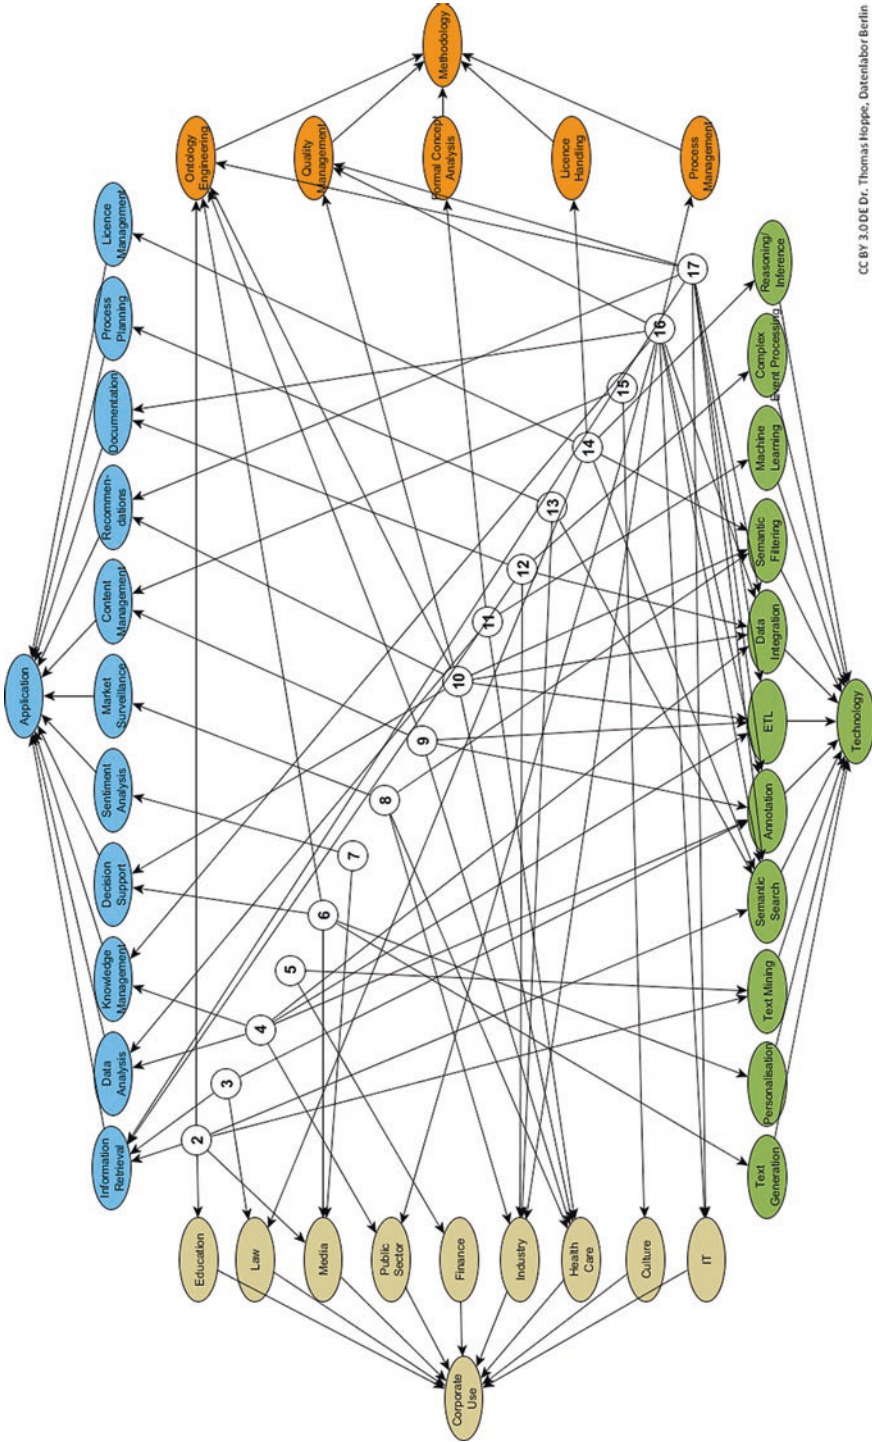 Application
Information
Retrieval
Data
Analysis
Knowledge
Management
Decision
Support
Sentiment
Analysis
Market
Surveillance
Content
Management
Recommen-
dations
Documentation
Process
Planning
Licence
Management
Corporate
Use
Education
Law
Media
Public
Sector
Finance
Industry
Health
Care
Culture
IT
2
3
4
5
6
7
8
9
10
11
12
13
14
15
16
17
Ontology
Engineering
Quality
Management
Formal Concept
Analysis
Licence
Handling
Process
Management
Methodology
Text
Generation
Personalisation
Text Mining
Semantic
Search
Annotation
ETL
Data
Integration
Semantic
Filtering
Machine
Learning
Complex
Event Processing
Reasoning/
Inference
Technology
CC BY 3.0 DE Dr. Thomas Hoppe, Datenlabor Berlin